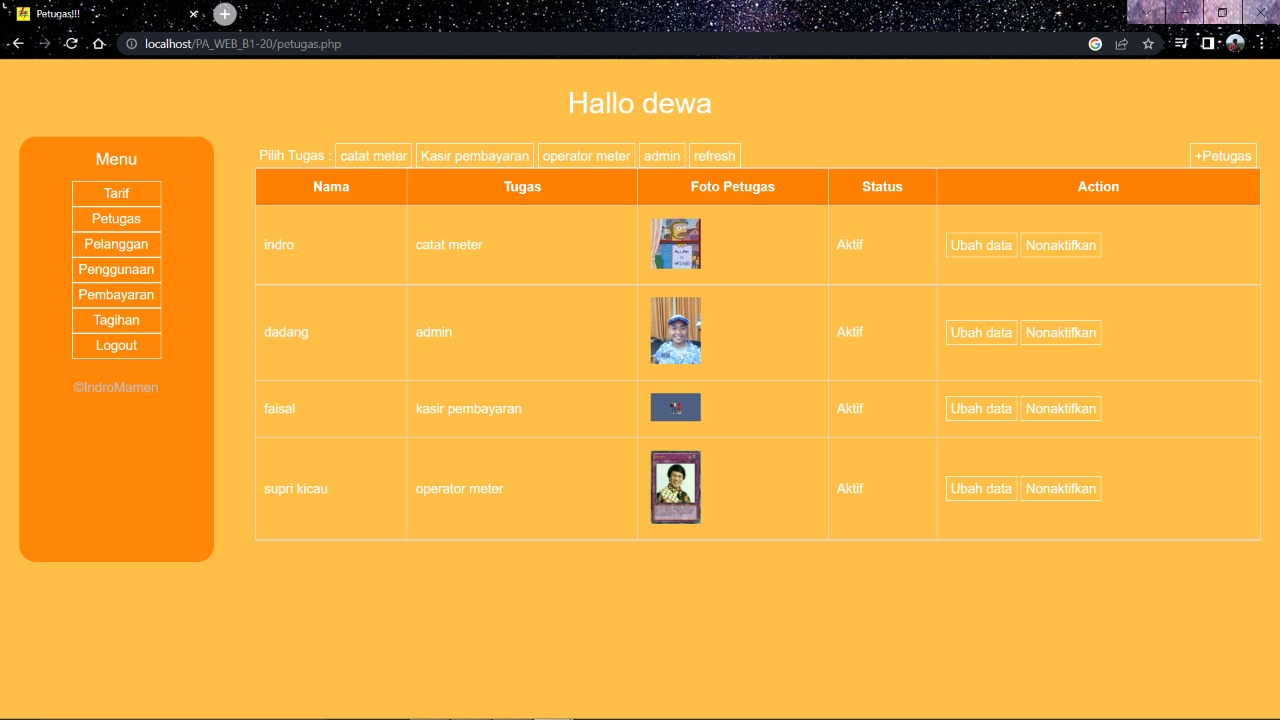 Petugas!!!
localhost/PA_WEB_B1-20/petugas.php
Hallo dewa
Menu
Tarif
Petugas
Pelanggan
Penggunaan
Pembayaran
Tagihan
Logout
©IndroMamen
Pilih Tugas : catat meter Kasir pembayaran operator meter admin refresh +Petugas
Nama Tugas Foto Petugas Status Action
indro catat meter Aktif Ubah data Nonaktifkan
dadang admin Aktif Ubah data Nonaktifkan
faisal kasir pembayaran Aktif Ubah data Nonaktifkan
supri kicau operator meter Aktif Ubah data Nonaktifkan